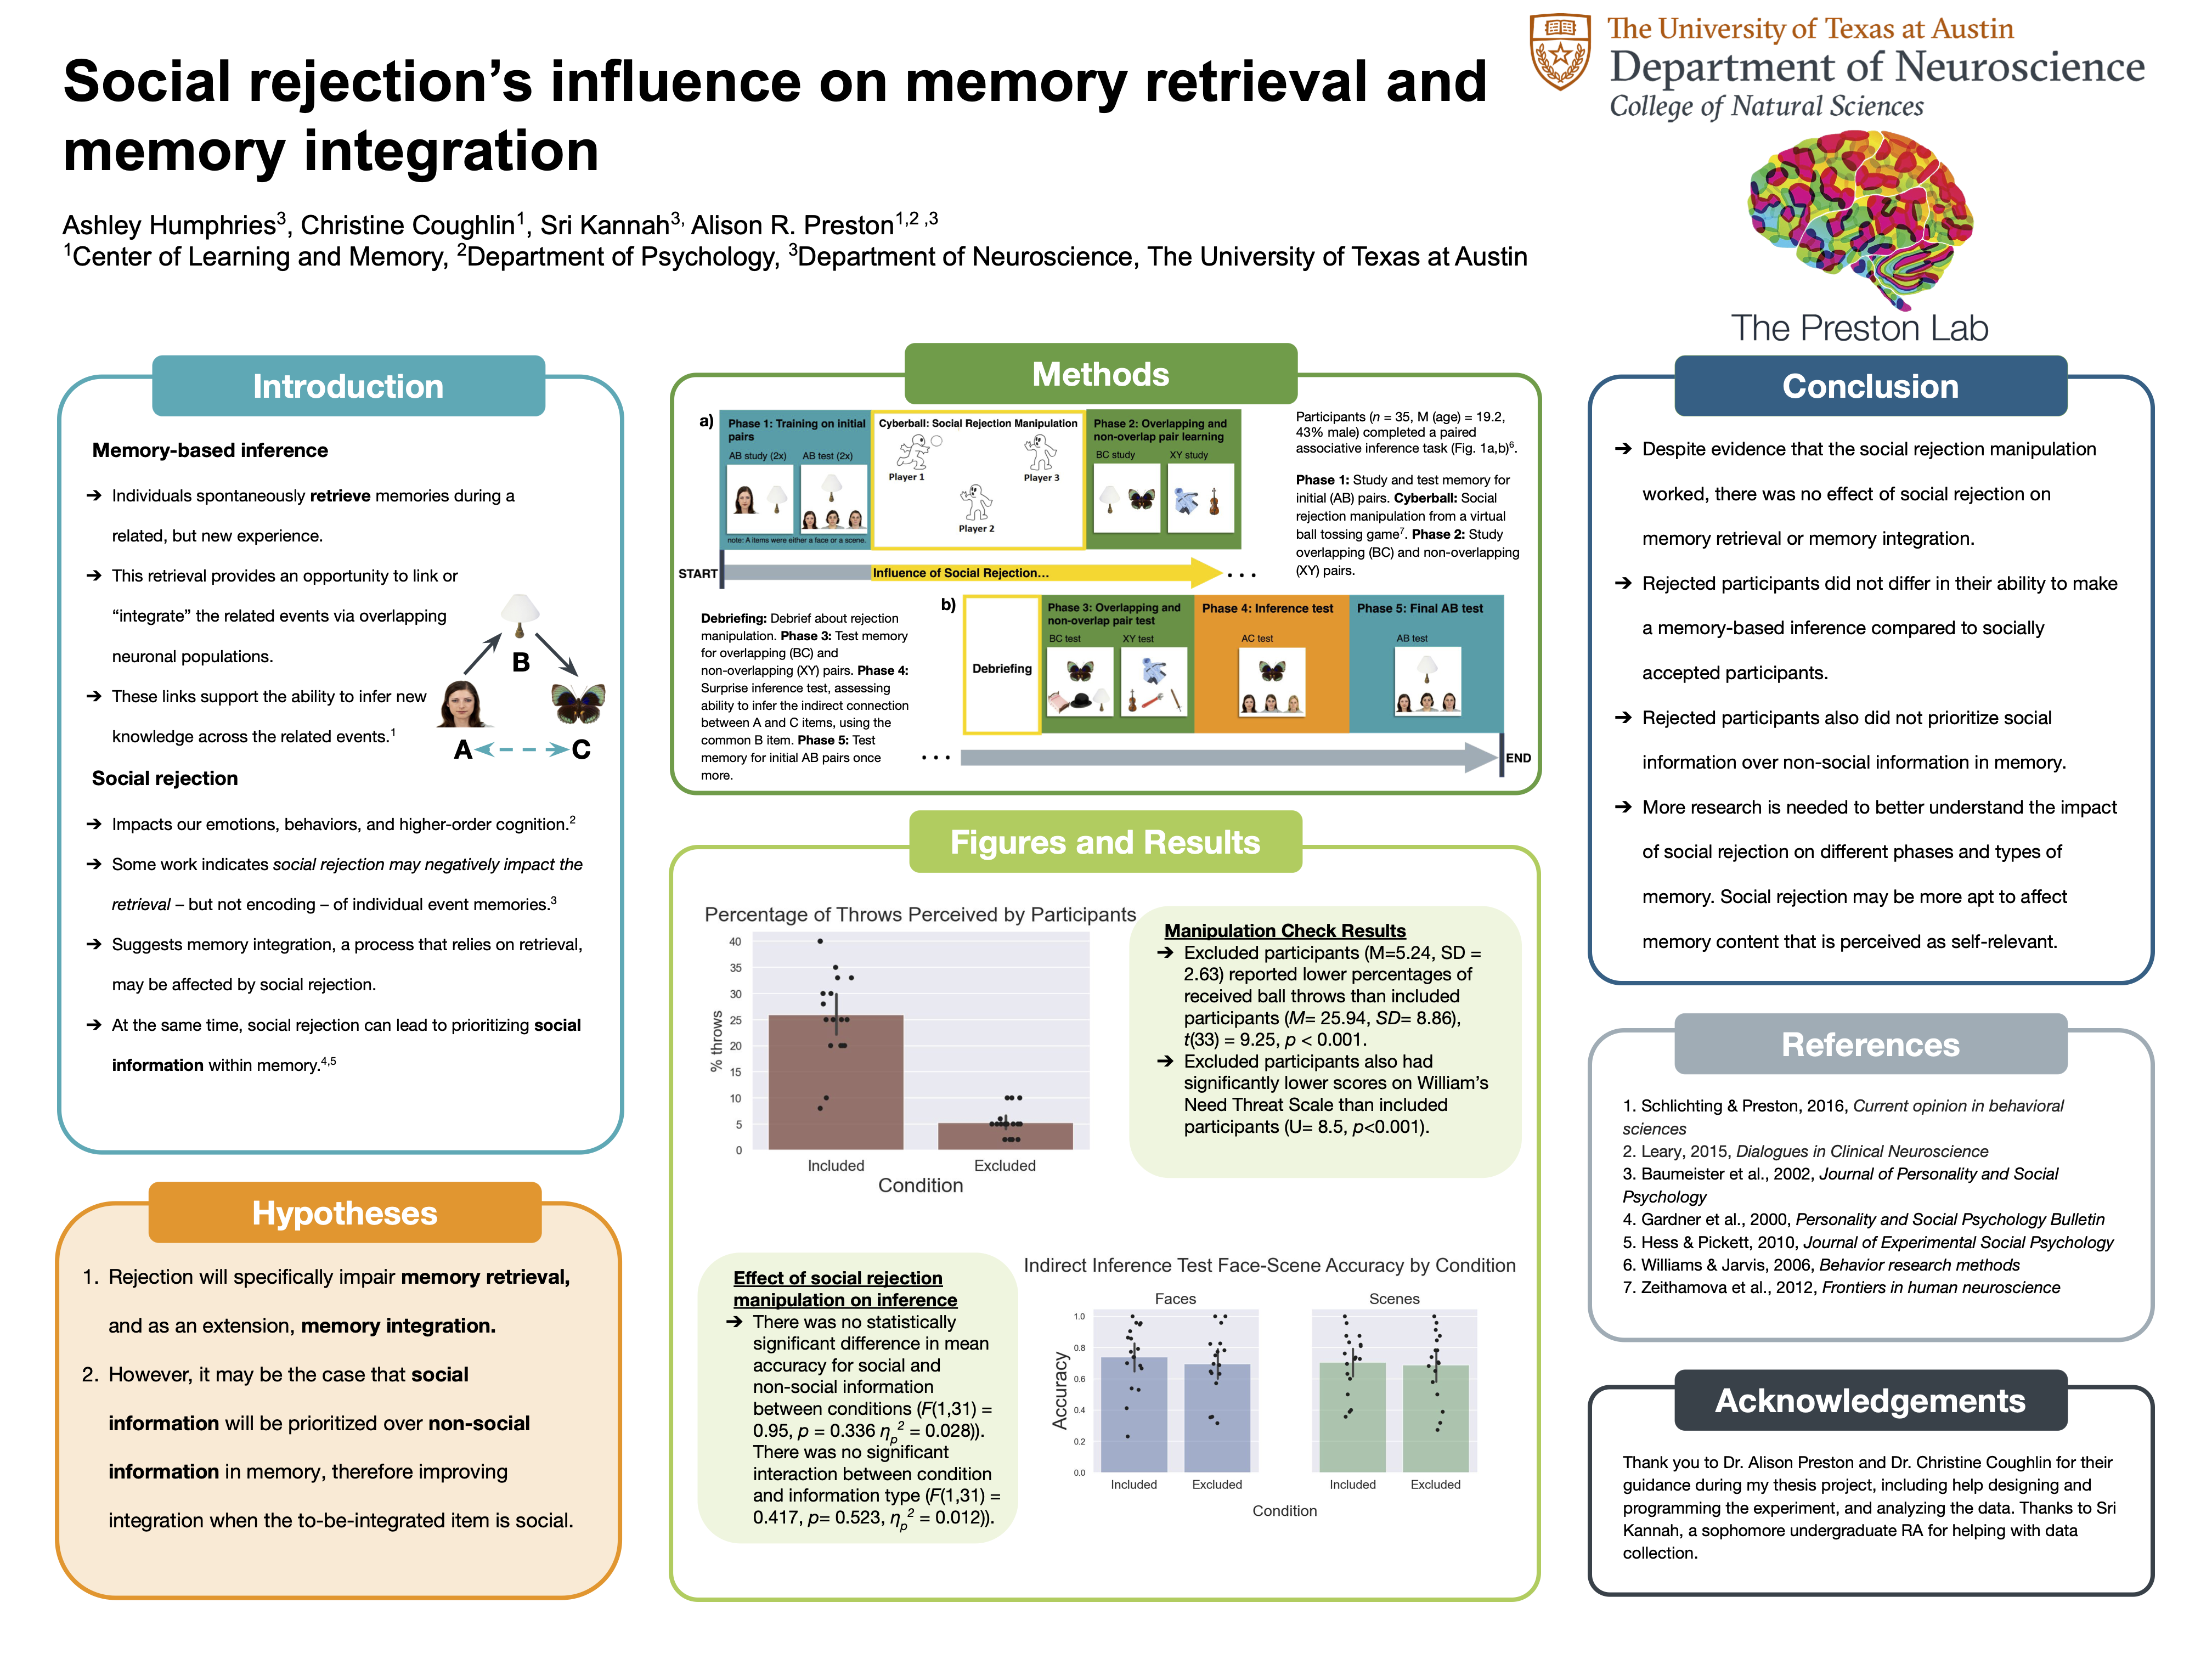 The University of Texas at Austin
Department of Neuroscience
College of Natural Sciences
Social rejection’s influence on memory retrieval and
memory integration
Ashley Humphries3, Christine Coughlin1, Sri Kannah3, Alison R. Preston1,2 ,3
1Center of Learning and Memory, 2Department of Psychology, 3Department of Neuroscience, The University of Texas at Austin
The Preston Lab
Introduction
Memory-based inference
➔ Individuals spontaneously retrieve memories during a
related, but new experience.
➔ This retrieval provides an opportunity to link or
“integrate” the related events via overlapping
neuronal populations.
➔ These links support the ability to infer new
knowledge across the related events.1
B
A
C
Social rejection
➔ Impacts our emotions, behaviors, and higher-order cognition.2
➔ Some work indicates social rejection may negatively impact the
retrieval – but not encoding – of individual event memories.3
➔ Suggests memory integration, a process that relies on retrieval,
may be affected by social rejection.
➔ At the same time, social rejection can lead to prioritizing social
information within memory.4,5
Hypotheses
1. Rejection will specifically impair memory retrieval,
and as an extension, memory integration.
2. However, it may be the case that social
information will be prioritized over non-social
information in memory, therefore improving
integration when the to-be-integrated item is social.
Methods
a)
Phase 1: Training on initial
pairs
AB study (2x) AB test (2x)
note: A items were either a face or a scene.
Cyberball: Social Rejection Manipulation
Player 1
Player 3
Player 2
Phase 2: Overlapping and
non-overlap pair learning
BC study XY study
START
Influence of Social Rejection...
. . .
Participants (n = 35, M (age) = 19.2,
43% male) completed a paired
associative inference task (Fig. 1a,b)6.
Phase 1: Study and test memory for
initial (AB) pairs. Cyberball: Social
rejection manipulation from a virtual
ball tossing game7. Phase 2: Study
overlapping (BC) and non-overlapping
(XY) pairs.
Debriefing: Debrief about rejection
manipulation. Phase 3: Test memory
for overlapping (BC) and
non-overlapping (XY) pairs. Phase 4:
Surprise inference test, assessing
ability to infer the indirect connection
between A and C items, using the
common B item. Phase 5: Test
memory for initial AB pairs once
more.
b)
Debriefing
Phase 3: Overlapping and
non-overlap pair test
BC test XY test
Phase 4: Inference test
AC test
Phase 5: Final AB test
AB test
. . .
END
Figures and Results
Percentage of Throws Perceived by Participants
% throws
40
35
30
25
20
15
10
5
0
Included Excluded
Condition
Manipulation Check Results
➔ Excluded participants (M=5.24, SD =
2.63) reported lower percentages of
received ball throws than included
participants (M= 25.94, SD= 8.86),
t(33) = 9.25, p < 0.001.
➔ Excluded participants also had
significantly lower scores on William’s
Need Threat Scale than included
participants (U= 8.5, p<0.001).
Effect of social rejection
manipulation on inference
➔ There was no statistically
significant difference in mean
accuracy for social and
non-social information
between conditions (F(1,31) =
0.95, p = 0.336 ηp2 = 0.028)).
There was no significant
interaction between condition
and information type (F(1,31) =
0.417, p= 0.523, ηp2 = 0.012)).
Indirect Inference Test Face-Scene Accuracy by Condition
Faces Scenes
Accuracy
1.0
0.8
0.6
0.4
0.2
0.0
Included Excluded Included Excluded
Condition
Conclusion
➔ Despite evidence that the social rejection manipulation
worked, there was no effect of social rejection on
memory retrieval or memory integration.
➔ Rejected participants did not differ in their ability to make
a memory-based inference compared to socially
accepted participants.
➔ Rejected participants also did not prioritize social
information over non-social information in memory.
➔ More research is needed to better understand the impact
of social rejection on different phases and types of
memory. Social rejection may be more apt to affect
memory content that is perceived as self-relevant.
References
1. Schlichting & Preston, 2016, Current opinion in behavioral
sciences
2. Leary, 2015, Dialogues in Clinical Neuroscience
3. Baumeister et al., 2002, Journal of Personality and Social
Psychology
4. Gardner et al., 2000, Personality and Social Psychology Bulletin
5. Hess & Pickett, 2010, Journal of Experimental Social Psychology
6. Williams & Jarvis, 2006, Behavior research methods
7. Zeithamova et al., 2012, Frontiers in human neuroscience
Acknowledgements
Thank you to Dr. Alison Preston and Dr. Christine Coughlin for their
guidance during my thesis project, including help designing and
programming the experiment, and analyzing the data. Thanks to Sri
Kannah, a sophomore undergraduate RA for helping with data
collection.